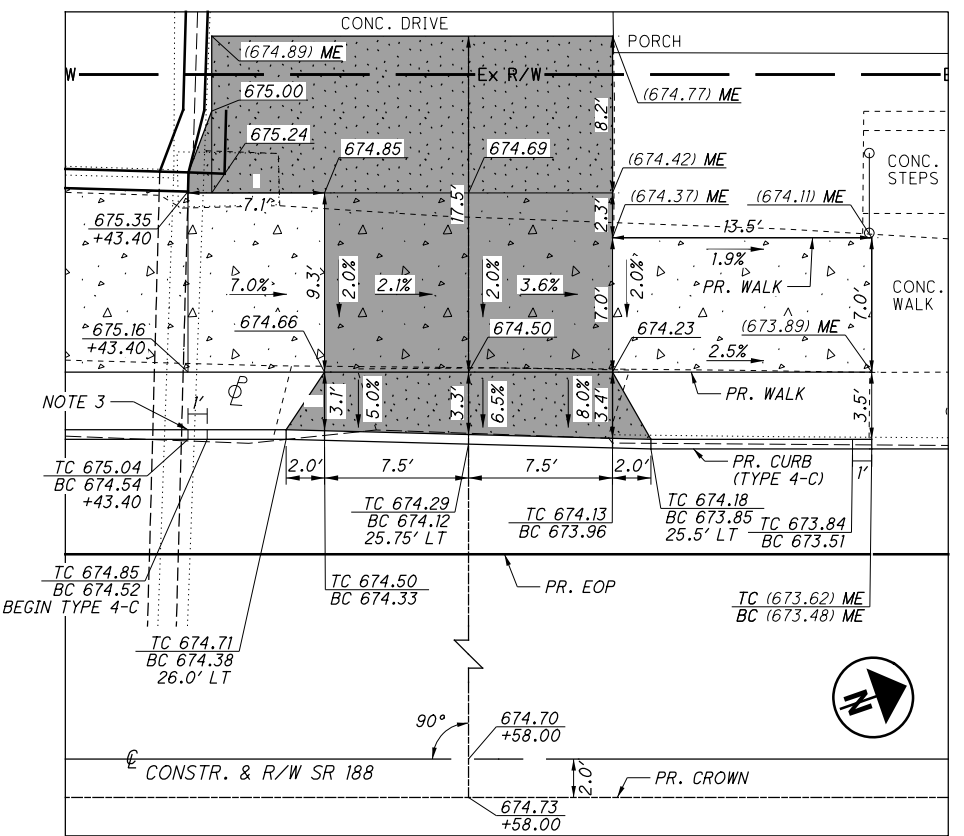 CONC. DRIVE
(674.89) ME
PORCH
W
Ex R/W
E
(674.77) ME
675.00
8.2'
675.24
674.85
674.69
(674.42) ME
CONC.
STEPS
(674.37) ME
(674.11) ME
7.1'
17.5'
2.3'
13.5'
675.35
+43.40
1.9%
PR. WALK
9.3'
2.0%
2.0%
2.0%
7.0%
2.1%
3.6%
7.0'
7.0'
CONC.
WALK
675.16
+43.40
674.66
674.50
674.23
(673.89) ME
2.5%
NOTE 3
1'
3.1'
5.0%
3.3'
6.5%
8.0%
3.4'
PR. WALK
3.5'
TC 675.04
BC 674.54
+43.40
2.0'
7.5'
7.5'
2.0'
PR. CURB
(TYPE 4-C)
1'
TC 674.29
BC 674.12
25.75' LT
TC 674.13
BC 673.96
TC 674.18
BC 673.85
25.5' LT
TC 673.84
BC 673.51
TC 674.85
BC 674.52
BEGIN TYPE 4-C
TC 674.50
BC 674.33
PR. EOP
TC (673.62) ME
BC (673.48) ME
TC 674.71
BC 674.38
26.0' LT
N
90°
674.70
+58.00
CONSTR. & R/W SR 188
2.0'
PR. CROWN
674.73
+58.00